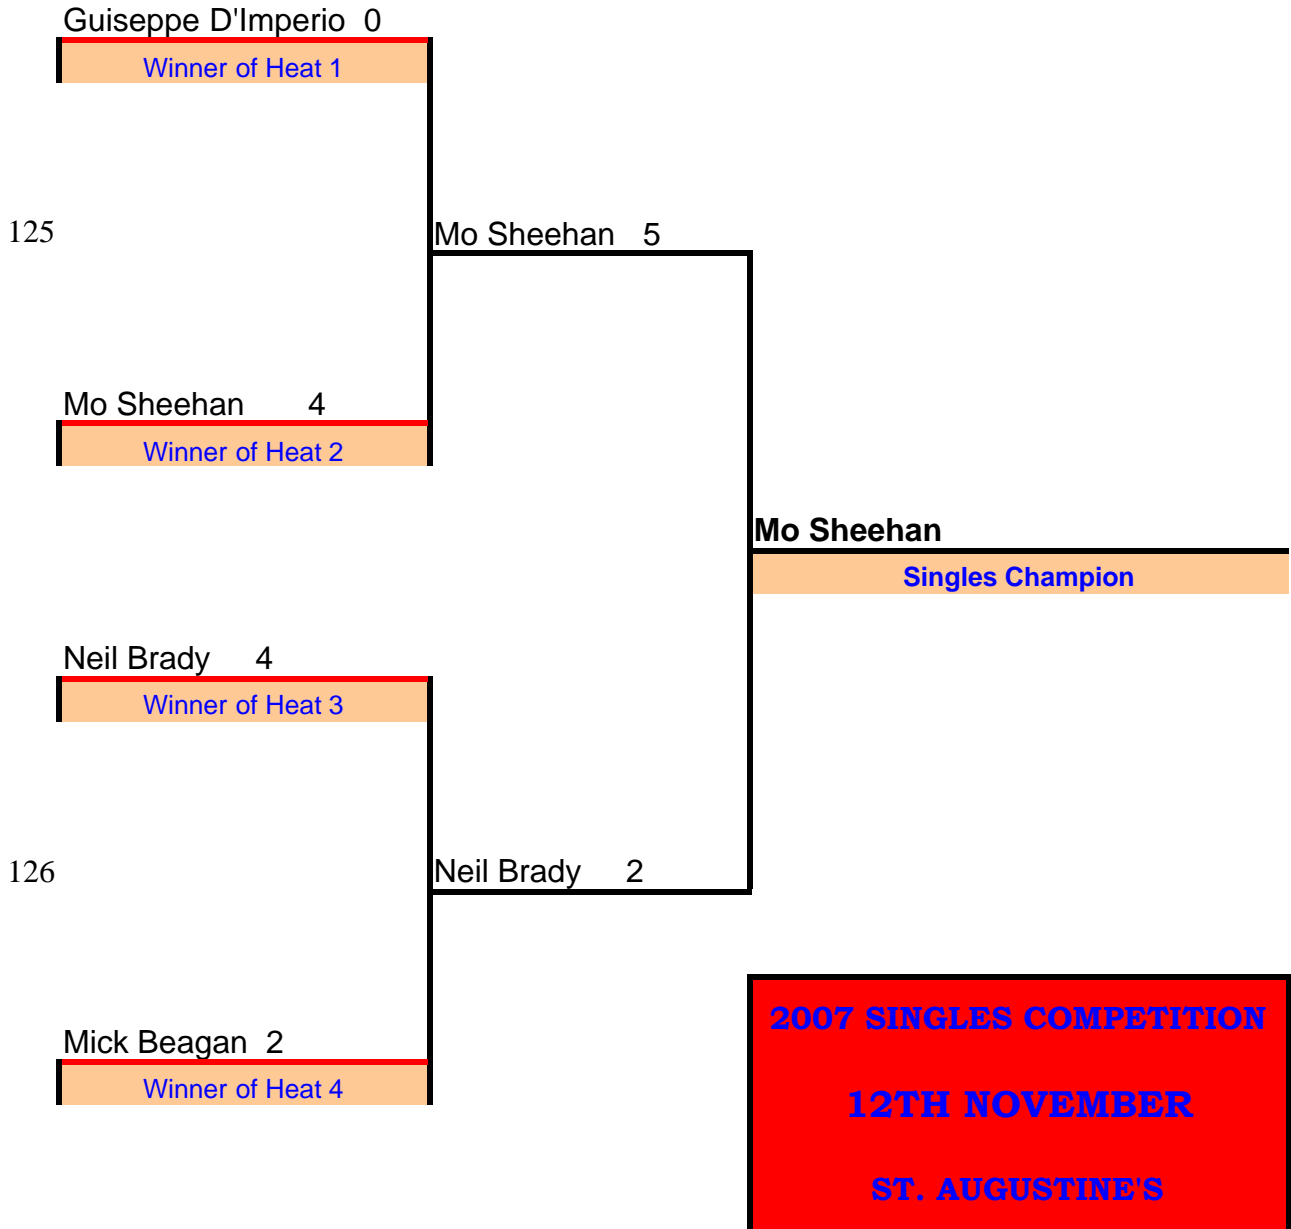 Guiseppe D'Imperio 0
Winner of Heat 1
125
Mo Sheehan 5
Mo Sheehan 4
Winner of Heat 2
Mo Sheehan
Singles Champion
Neil Brady 4
Winner of Heat 3
126
Neil Brady 2
Mick Beagan 2
Winner of Heat 4
2007 SINGLES COMPETITION
12TH NOVEMBER
ST. AUGUSTINE'S